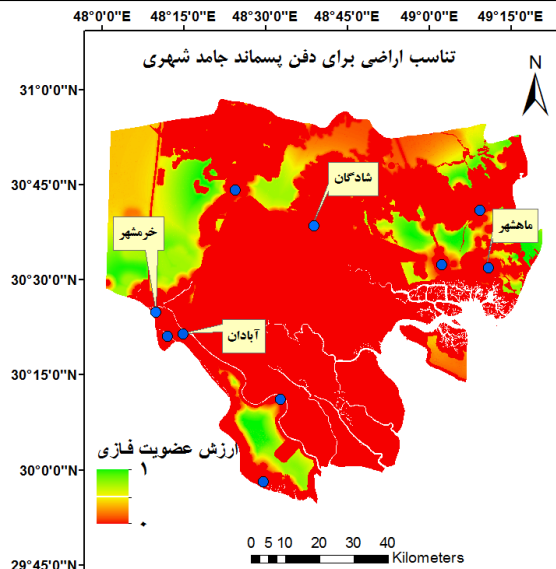 48°0'0"N 48°15'0"N 48°30'0"N 48°45'0"N 49°0'0"N 49°15'0"N
تناسب اراضی برای دفن پسماند جامد شهری
N
31°0'0"N
30°45'0"N
30°30'0"N
30°15'0"N
30°0'0"N
29°45'0"N
شادگان
ماهشهر
خرمشهر
آبادان
ارزش عضویت فازی
۱
۰
0 5 10 20 30 40
Kilometers